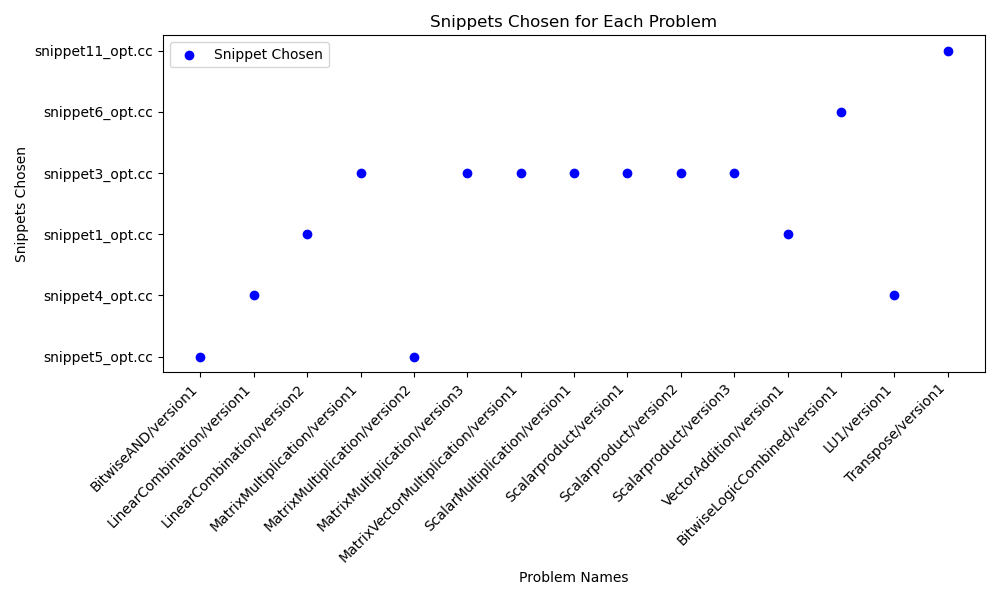 Snippets Chosen for Each Problem
Snippet Chosen
Snippets Chosen
snippet11_opt.cc
snippet6_opt.cc
snippet3_opt.cc
snippet1_opt.cc
snippet4_opt.cc
snippet5_opt.cc
BitwiseAND/version1
LinearCombination/version1
LinearCombination/version2
MatrixMultiplication/version1
MatrixMultiplication/version2
MatrixMultiplication/version3
MatrixVectorMultiplication/version1
ScalarMultiplication/version1
Scalarproduct/version1
Scalarproduct/version2
Scalarproduct/version3
VectorAddition/version1
BitwiseLogicCombined/version1
LU1/version1
Transpose/version1
Problem Names